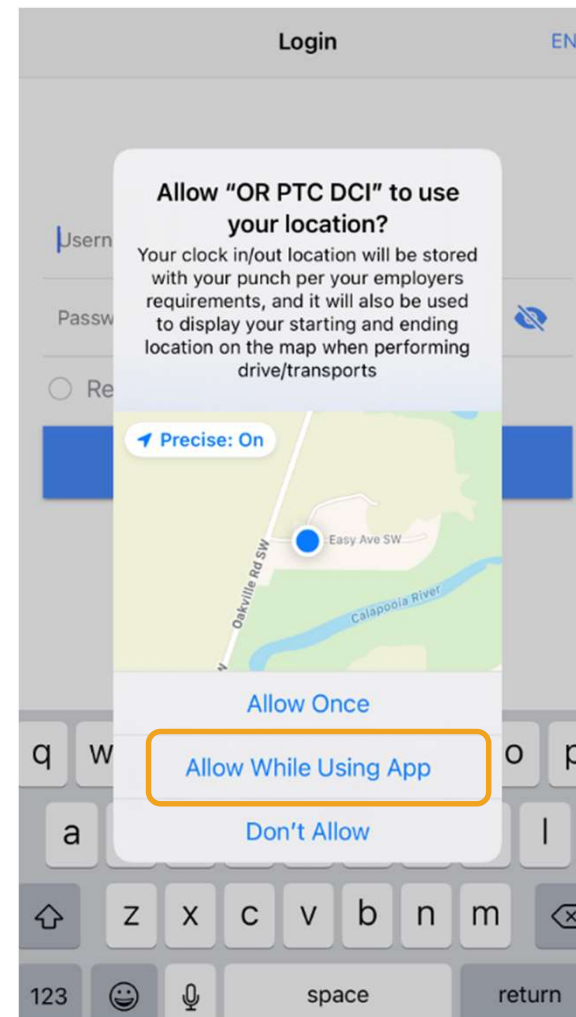 Login
EN
Allow “OR PTC DCI” to use
your location?
Usern
Your clock in/out location will be stored
with your punch per your employers
requirements, and it will also be used
Passw
to display your starting and ending
location on the map when performing
drive/transports
Re
Precise: On
Easy Ave SW
Oakville Rd SW
Calapooia River
W
Allow Once
q w o p
Allow While Using App
a l
Don’t Allow
z x c v b n m
123 space return